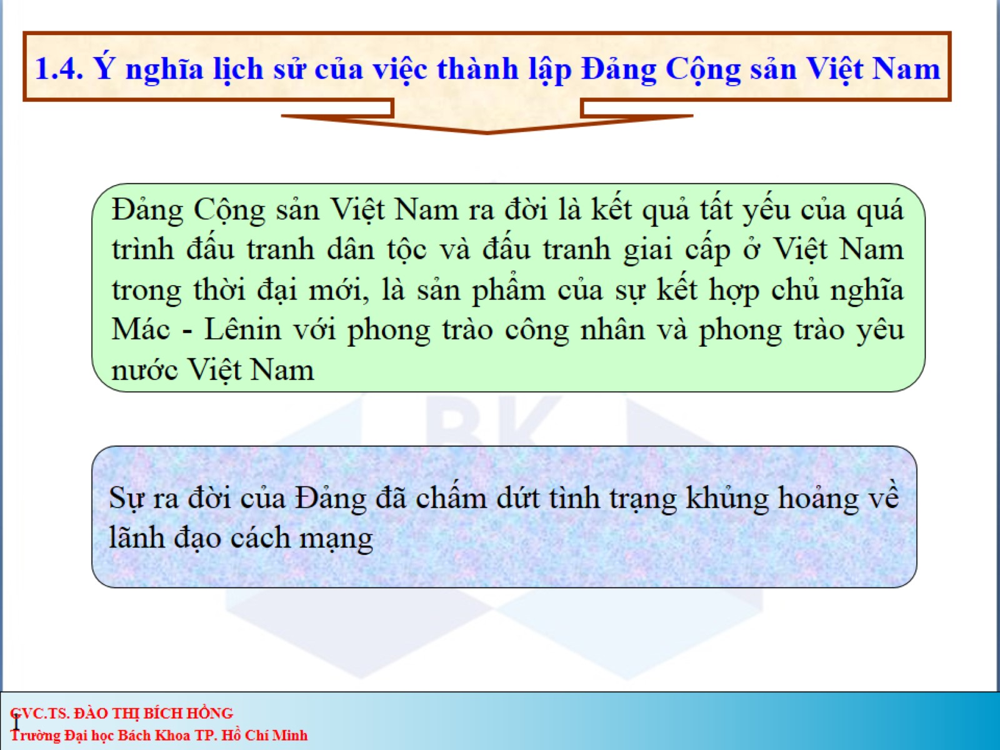 1.4. Ý nghĩa lịch sử của việc thành lập Đảng Cộng sản Việt Nam
Đảng Cộng sản Việt Nam ra đời là kết quả tất yếu của quá
trình đấu tranh dân tộc và đấu tranh giai cấp ở Việt Nam
trong thời đại mới, là sản phẩm của sự kết hợp chủ nghĩa
Mác - Lênin với phong trào công nhân và phong trào yêu
nước Việt Nam
BK
Sự ra đời của Đảng đã chấm dứt tình trạng khủng hoảng về
lãnh đạo cách mạng
GVC.TS. ĐÀO THỊ BÍCH HỒNG
1
Trường Đại học Bách Khoa TP. Hồ Chí Minh